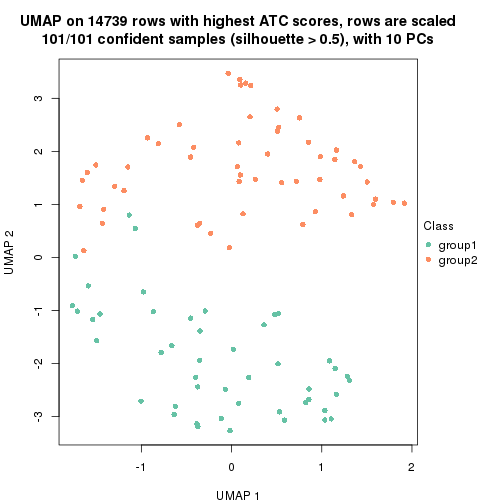 UMAP on 14739 rows with highest ATC scores, rows are scaled
101/101 confident samples (silhouette > 0.5), with 10 PCs
3
2
1
0
-1
-2
-3
UMAP 2
-1
0
1
2
UMAP 1
Class
group1
group2